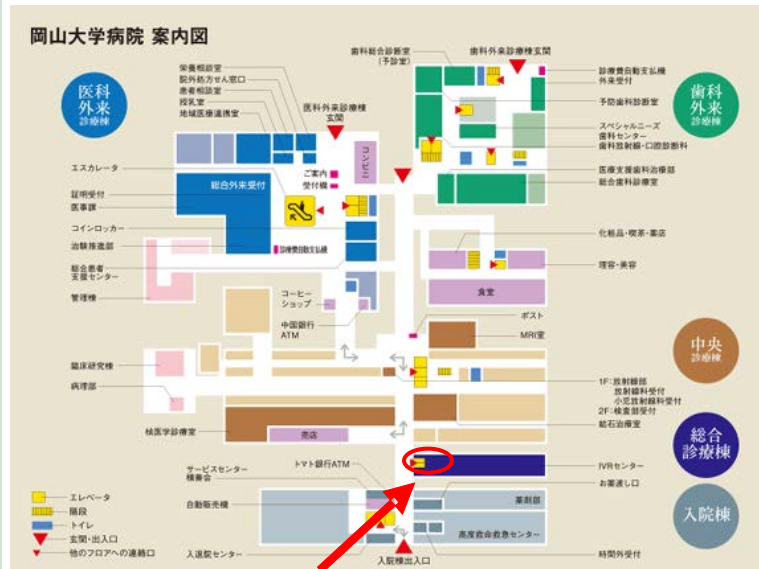 岡山大学病院 案内図
医科
外来
診療棟
栄養相談室
院外処方せん窓口
患者相談室
授乳室
地域医療連携室
医科外来診療棟
玄関
コンビニ
ご案内
受付機
エスカレータ
総合外来受付
証明受付
医事課
コインロッカー
治験推進部
診療費自動支払機
総合患者
支援センター
管理棟
コーヒー
ショップ
中国銀行
ATM
歯科総合診断室
(予診室)
歯科外来診療棟玄関
診療費自動支払機
外来受付
歯科
外来
診療棟
予防歯科診断室
スペシャルニーズ
歯科センター
歯科放射線・口腔診断科
医療支援歯科治療部
総合歯科診療室
化粧品・喫茶・薬店
理容・美容
食堂
ポスト
MRI室
中央
診療棟
臨床研究棟
病理部
1F:放射線部
放射線科受付
小児放射線科受付
2F:検査部受付
結石治療室
核医学診療室
売店
総合
診療棟
IVRセンター
サービスセンター
積善会
トマト銀行ATM
お薬渡し口
自動販売機
薬剤部
入院棟
高度救命救急センター
入退院センター
入院棟出入口
時間外受付
エレベータ
階段
トイレ
玄関・出入口
他のフロアへの連絡口